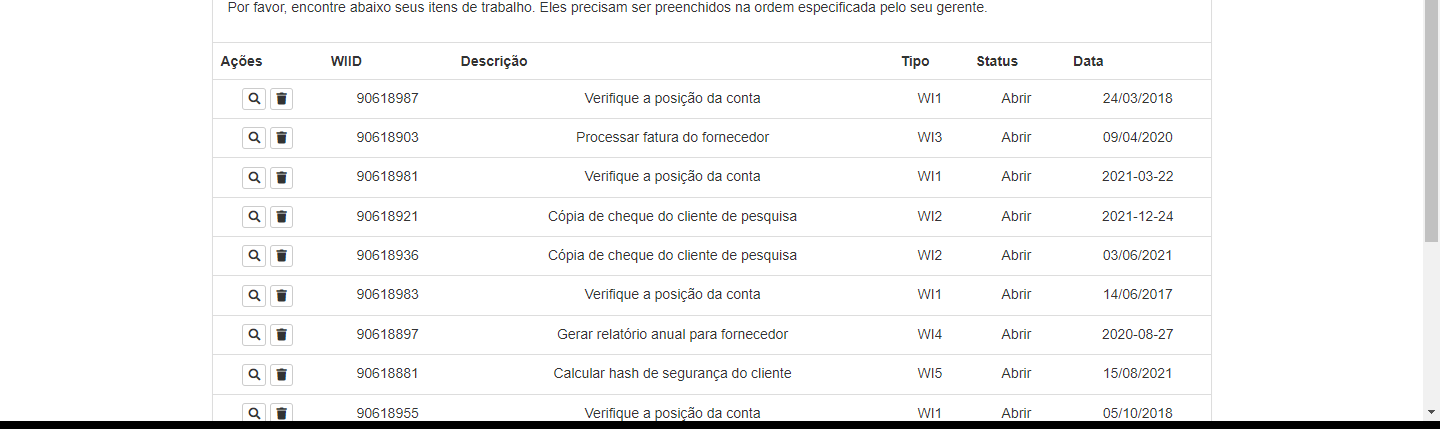 Por favor, encontre abaixo seus itens de trabalho. Eles precisam ser preenchidos na ordem especificada pelo seu gerente.
Ações WIID Descrição Tipo Status Data
90618987 Verifique a posição da conta WI1 Abrir 24/03/2018
90618903 Processar fatura do fornecedor WI3 Abrir 09/04/2020
90618981 Verifique a posição da conta WI1 Abrir 2021-03-22
90618921 Cópia de cheque do cliente de pesquisa WI2 Abrir 2021-12-24
90618936 Cópia de cheque do cliente de pesquisa WI2 Abrir 03/06/2021
90618983 Verifique a posição da conta WI1 Abrir 14/06/2017
90618897 Gerar relatório anual para fornecedor WI4 Abrir 2020-08-27
90618881 Calcular hash de segurança do cliente WI5 Abrir 15/08/2021
90618955 Verifique a posição da conta WI1 Abrir 05/10/2018